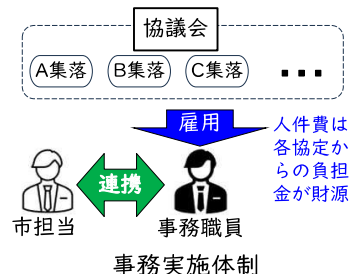 協議会
A集落
B集落
C集落
･･･
雇用
人件費は
各協定か
らの負担
金が財源
連携
市担当
事務職員
事務実施体制